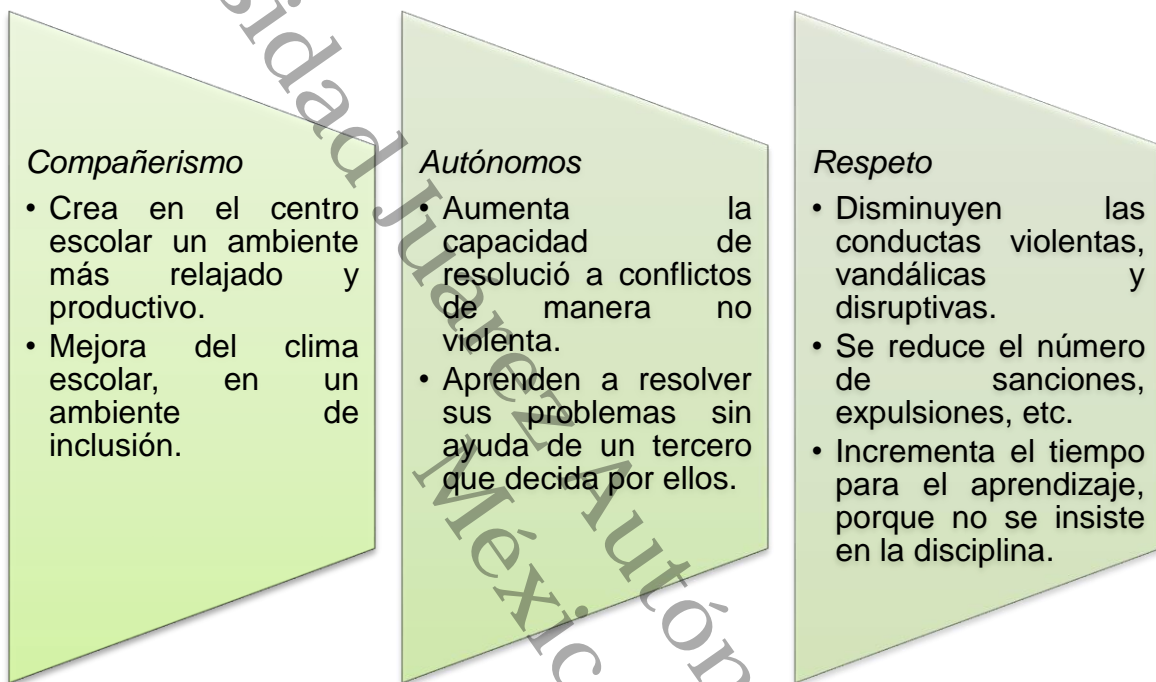 Compañerismo
• Crea en el centro
escolar un ambiente
más relajado y
productivo.
• Mejora del clima
escolar, en un
ambiente de
inclusión.
Autónomos
• Aumenta la
capacidad de
resolució a conflictos
de manera no
violenta.
• Aprenden a resolver
sus problemas sin
ayuda de un tercero
que decida por ellos.
Respeto
• Disminuyen las
conductas violentas,
vandálicas y
disruptivas.
• Se reduce el número
de sanciones,
expulsiones, etc.
• Incrementa el tiempo
para el aprendizaje,
porque no se insiste
en la disciplina.
Juárez